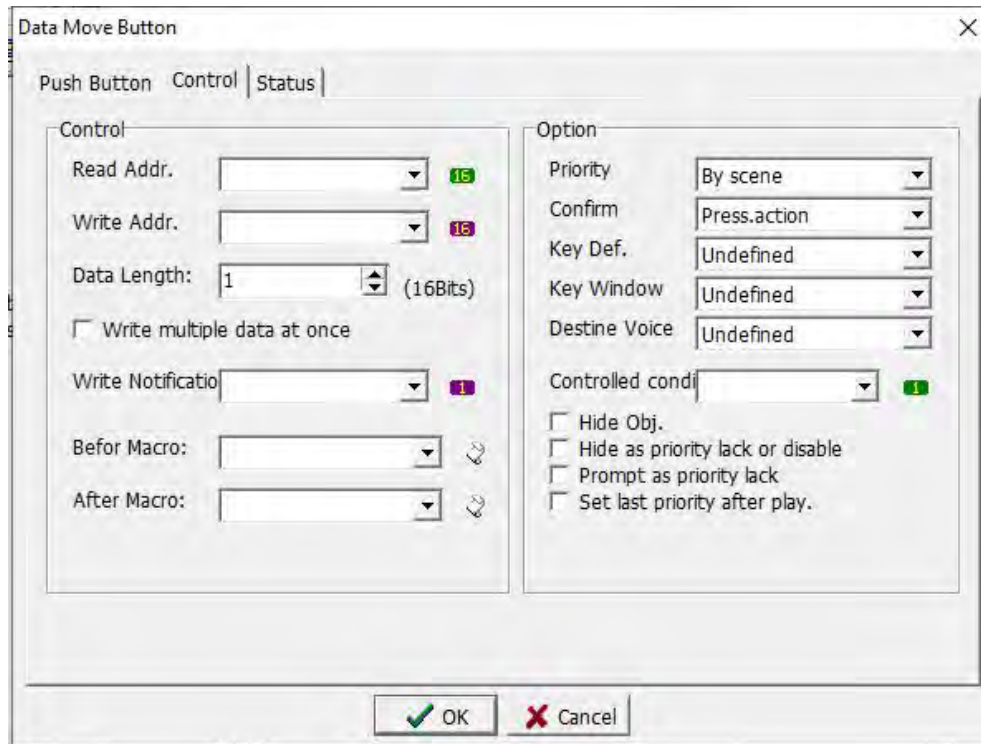 Data Move Button
Push Button Control Status
Control
Read Addr. 16
Write Addr. 16
Data Length: 1 (16Bits)
Write multiple data at once
Write Notificatio 1
Befor Macro:
After Macro:
Option
Priority By scene
Confirm Press.action
Key Def. Undefined
Key Window Undefined
Destine Voice Undefined
Controlled condi 1
Hide Obj.
Hide as priority lack or disable
Prompt as priority lack
Set last priority after play.
OK Cancel